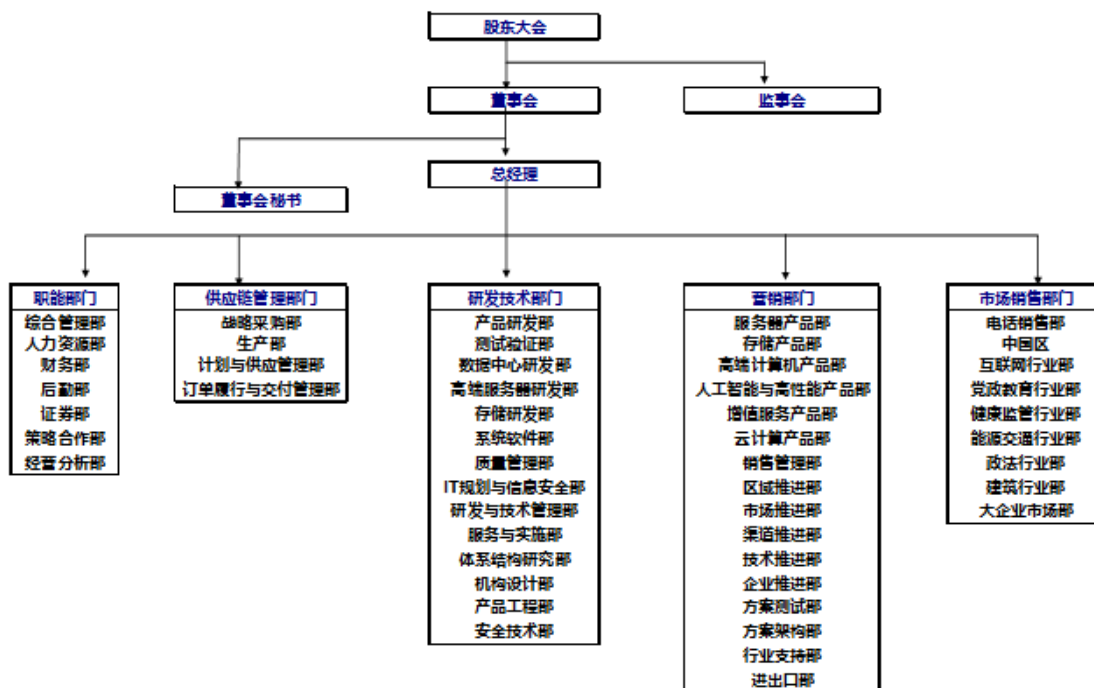 股东大会
董事会
监事会
总经理
董事会秘书
职能部门
综合管理部
人力资源部
财务部
后勤部
证券部
策略合作部
经营分析部
供应链管理部门
战略采购部
生产部
计划与供应管理部
订单履行与交付管理部
研发技术部门
产品研发部
测试验证部
数据中心研发部
高端服务器研发部
存储研发部
系统软件部
质量管理部
IT规划与信息安全部
研发与技术管理部
服务与实施部
体系结构研究部
机构设计部
产品工程部
安全技术部
营销部门
服务器产品部
存储产品部
高端计算机产品部
人工智能与高性能产品部
增值服务产品部
云计算产品部
销售管理部
区域推进部
市场推进部
渠道推进部
技术推进部
企业推进部
方案测试部
方案架构部
行业支持部
进出口部
市场销售部门
电话销售部
中国区
互联网行业部
党政教育行业部
健康监管行业部
能源交通行业部
政法行业部
建筑行业部
大企业市场部